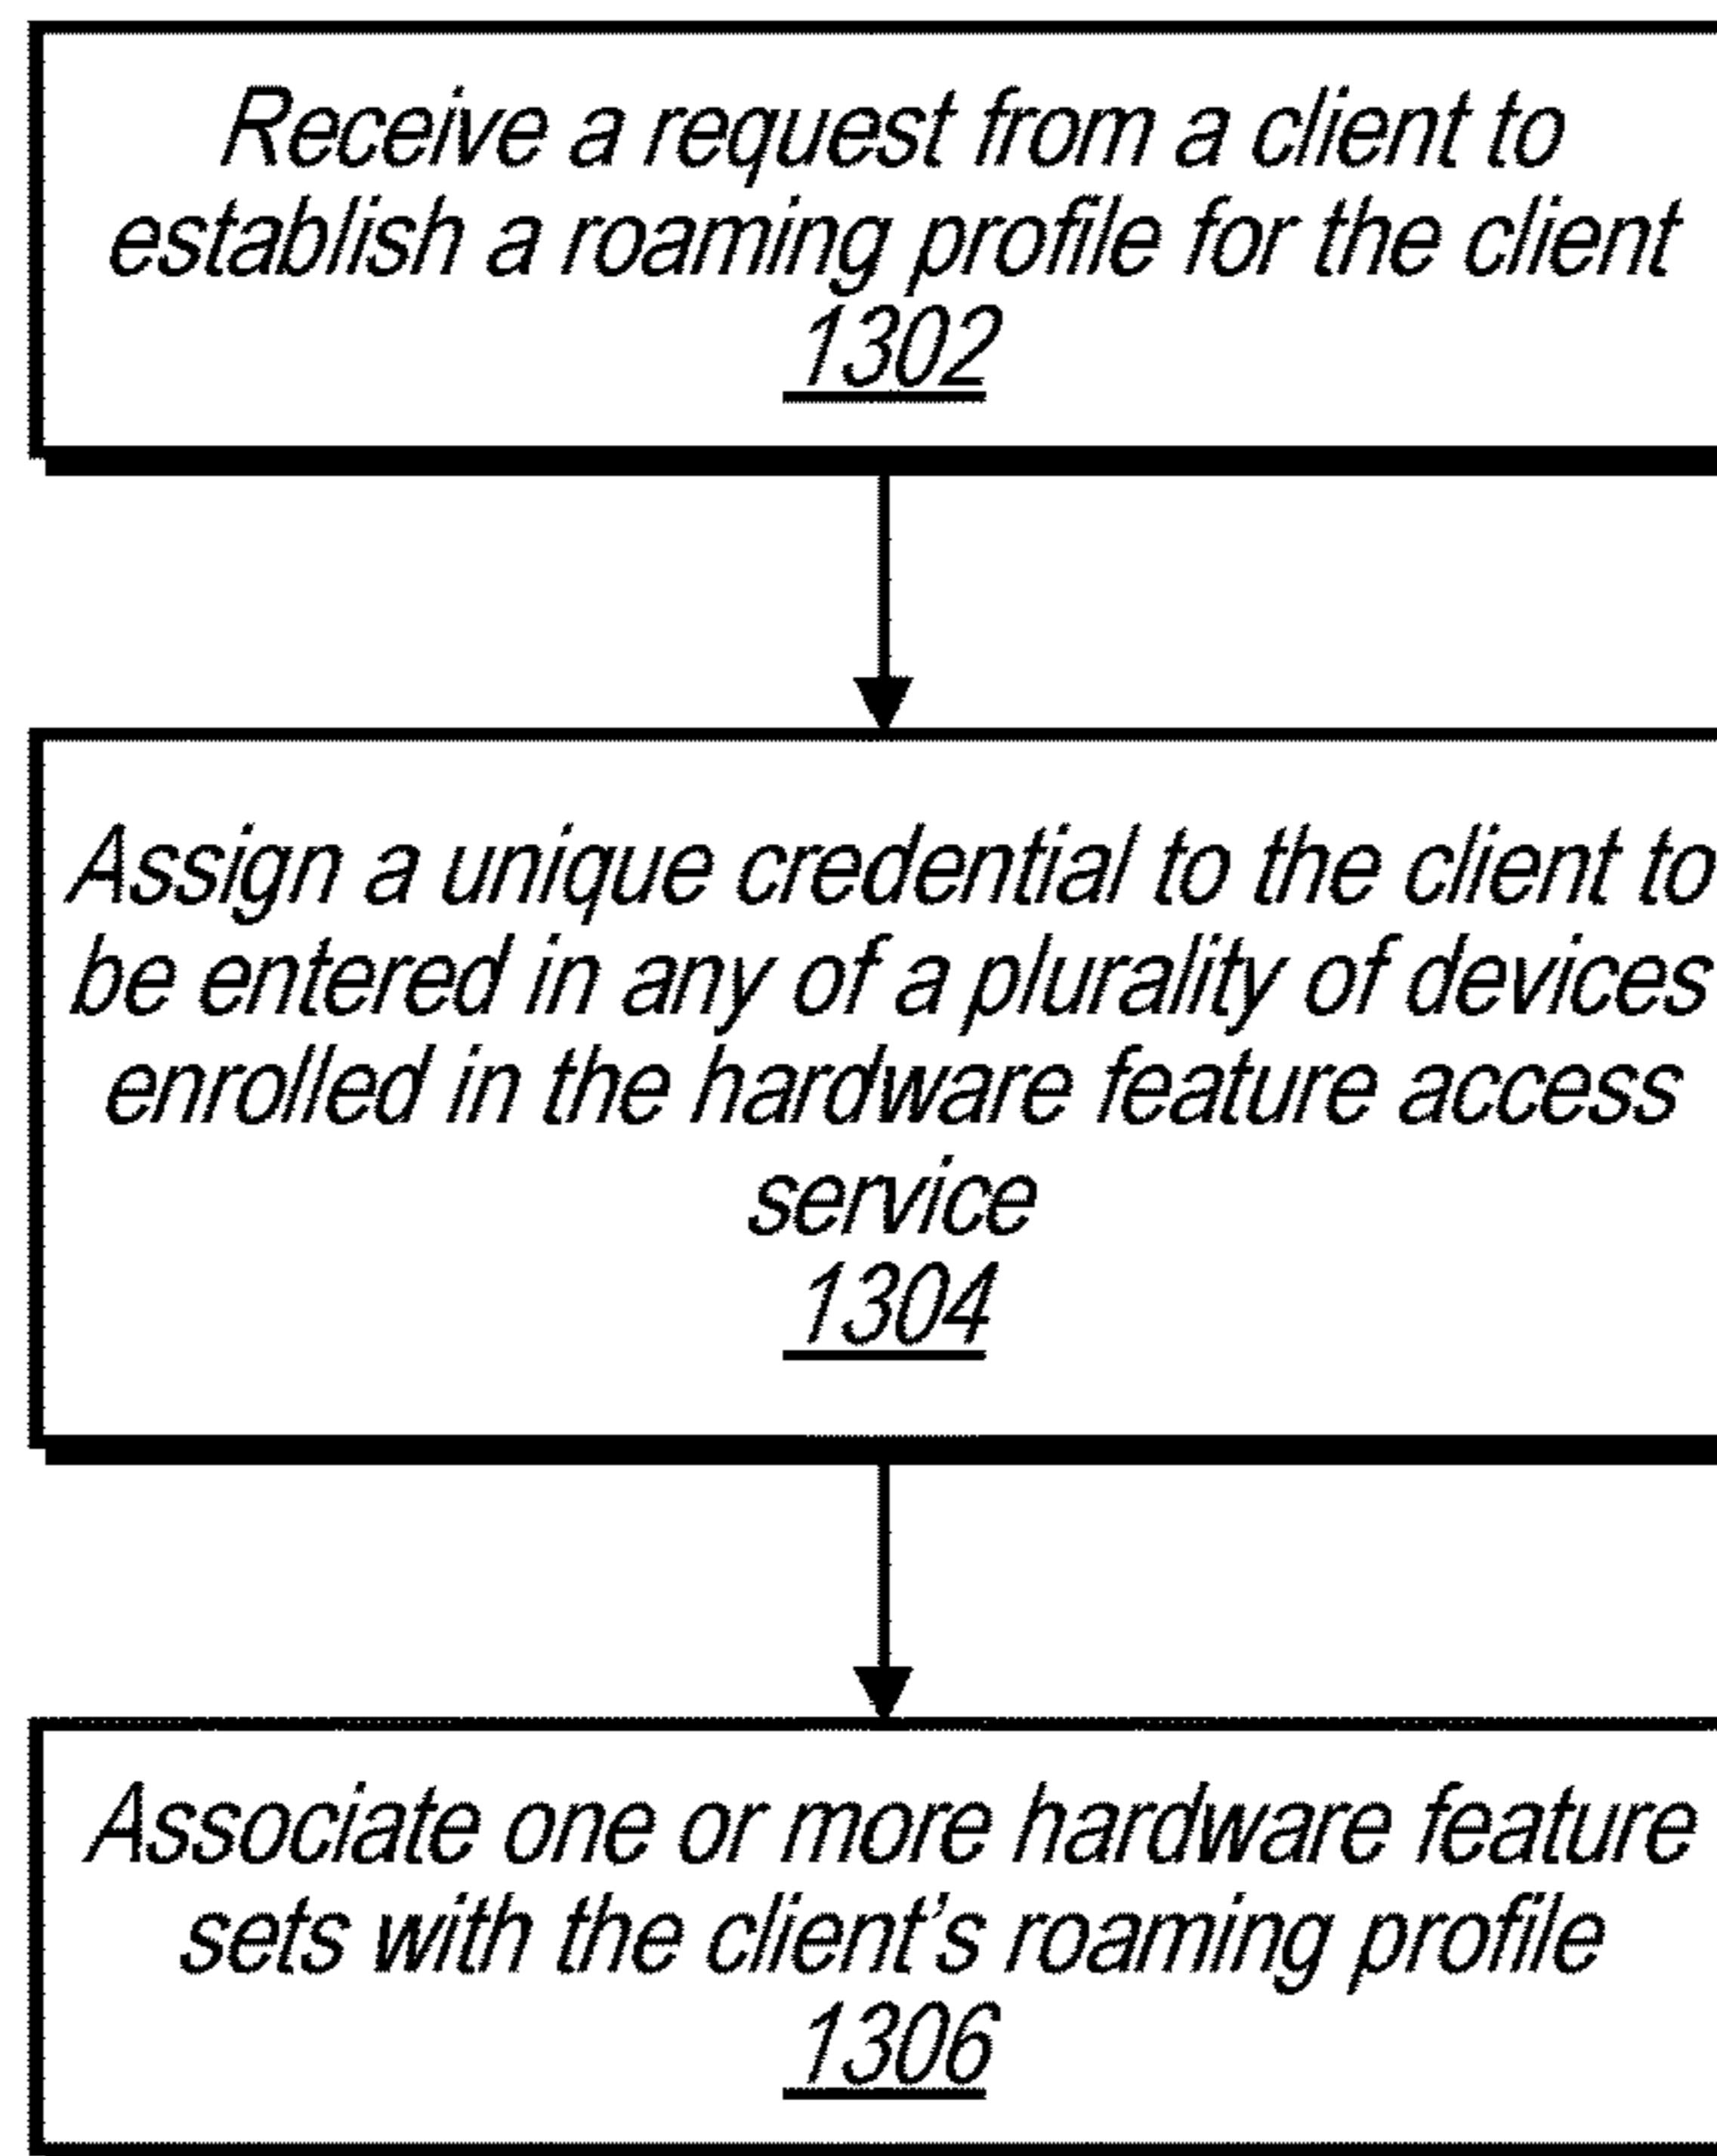 Receive a request from a client to
establish a roaming profile for the client
1302
Assign a unique credential to the client to
be entered in any of a plurality of devices
enrolled in the hardware feature access
service
1304
Associate one or more hardware feature
sets with the client's roaming profile
1306